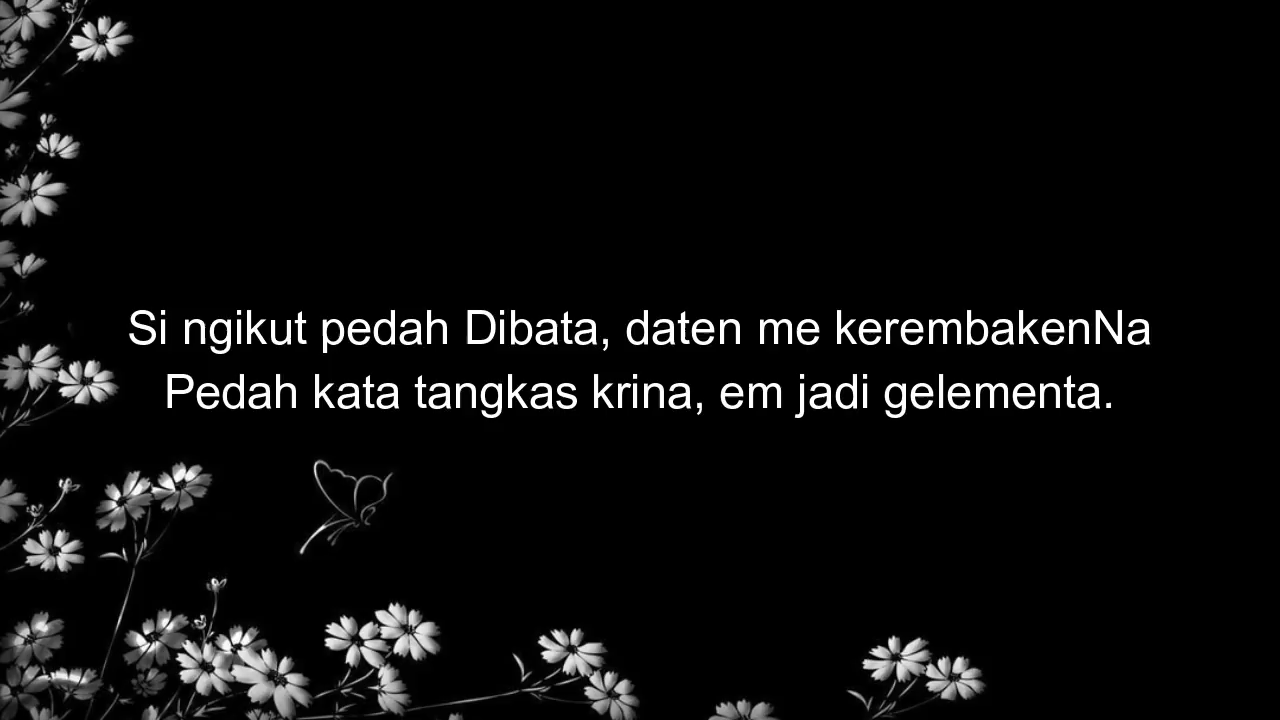 Si ngikut pedah Dibata, daten me kerembakenNa
Pedah kata tangkas krina, em jadi gelementa.